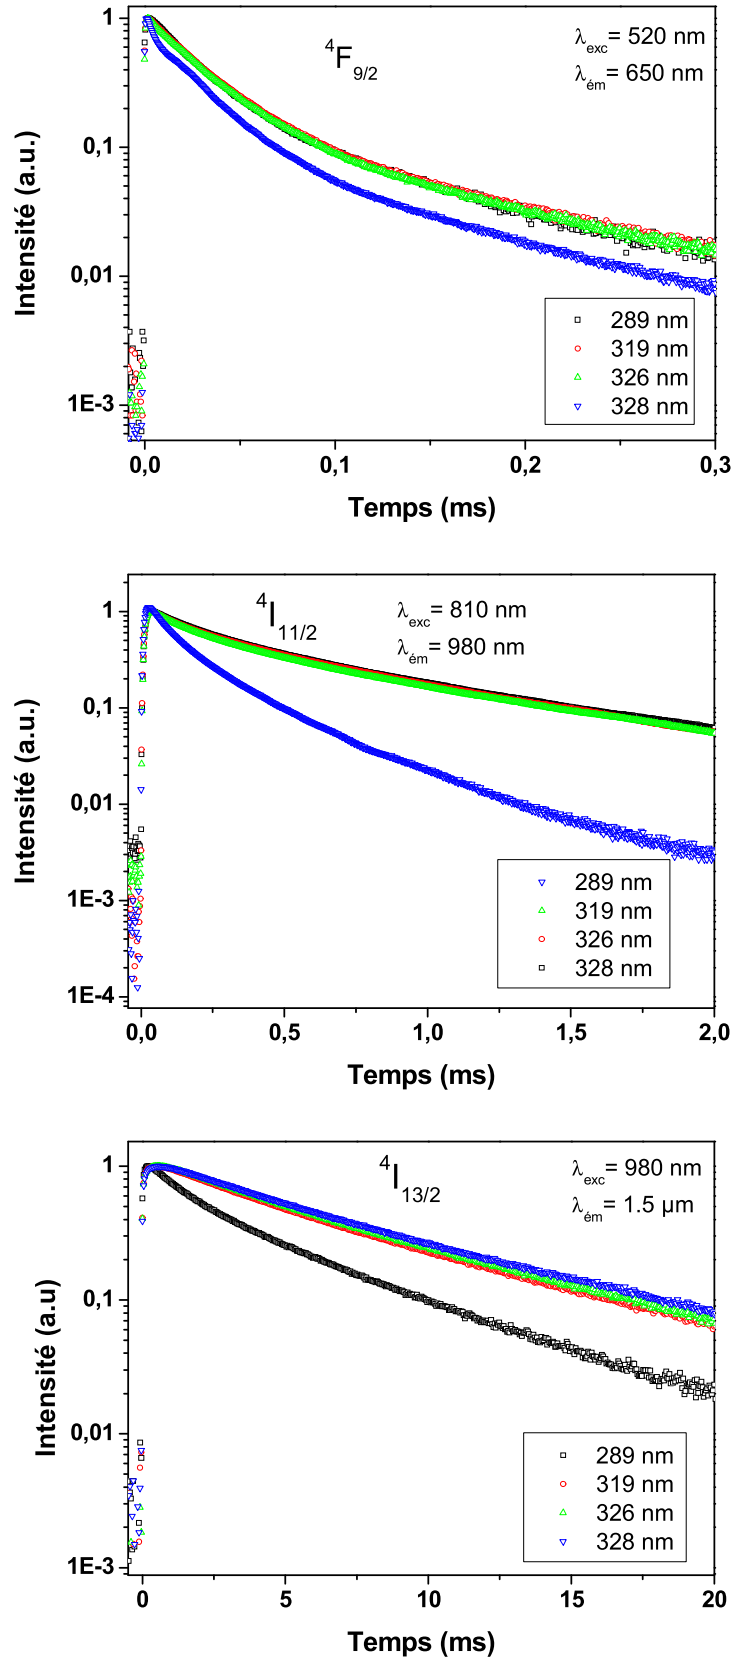 ⁴F₉/₂
λexc= 520 nm
λém= 650 nm
Intensité (a.u.)
1
0,1
0,01
1E-3
289 nm
319 nm
326 nm
328 nm
0,0 0,1 0,2 0,3
Temps (ms)
⁴I₁₁/₂
λexc= 810 nm
λém= 980 nm
Intensité (a.u.)
1
0,1
0,01
1E-3
1E-4
289 nm
319 nm
326 nm
328 nm
0,0 0,5 1,0 1,5 2,0
Temps (ms)
⁴I₁₃/₂
λexc= 980 nm
λém= 1.5 µm
Intensité (a.u)
1
0,1
0,01
1E-3
289 nm
319 nm
326 nm
328 nm
0 5 10 15 20
Temps (ms)